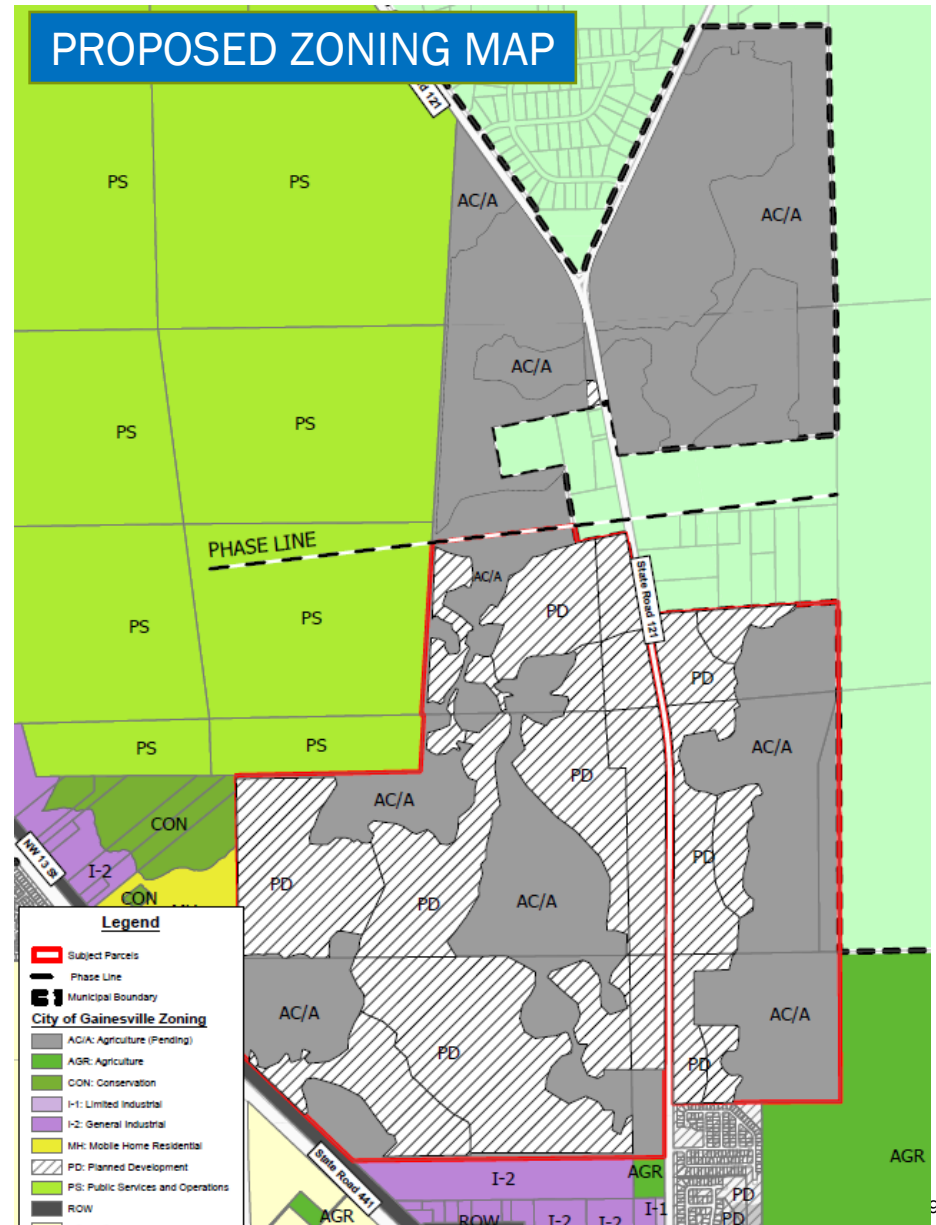 PROPOSED ZONING MAP
d 121
PS
PS
AC/A
AC/A
AC/A
PS
PS
PHASE LINE
AC/A
State Road 121
PD
PS
PS
PD
PS
PS
AC/A
PD
AC/A
CON
NW 13 St
I-2
CON
PD
PD
PD
AC/A
AC/A
AC/A
PD
PD
State Road 441
I-2
AGR
AGR
I-1
PD
AGR
ROW
I-2
I-2
PD
Legend
Subject Parcels
Phase Line
Municipal Boundary
City of Gainesville Zoning
AC/A: Agriculture (Pending)
AGR: Agriculture
CON: Conservation
I-1: Limited Industrial
I-2: General Industrial
MH: Mobile Home Residential
PD: Planned Development
PS: Public Services and Operations
ROW
9